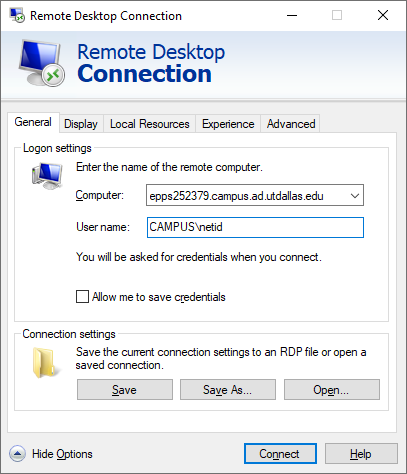 Remote Desktop Connection
Remote Desktop
Connection
General Display Local Resources Experience Advanced
Logon settings
Enter the name of the remote computer.
Computer: epps252379.campus.ad.utdallas.edu
User name: CAMPUS\netid
You will be asked for credentials when you connect.
Allow me to save credentials
Connection settings
Save the current connection settings to an RDP file or open a
saved connection.
Save Save As... Open...
Hide Options Connect Help